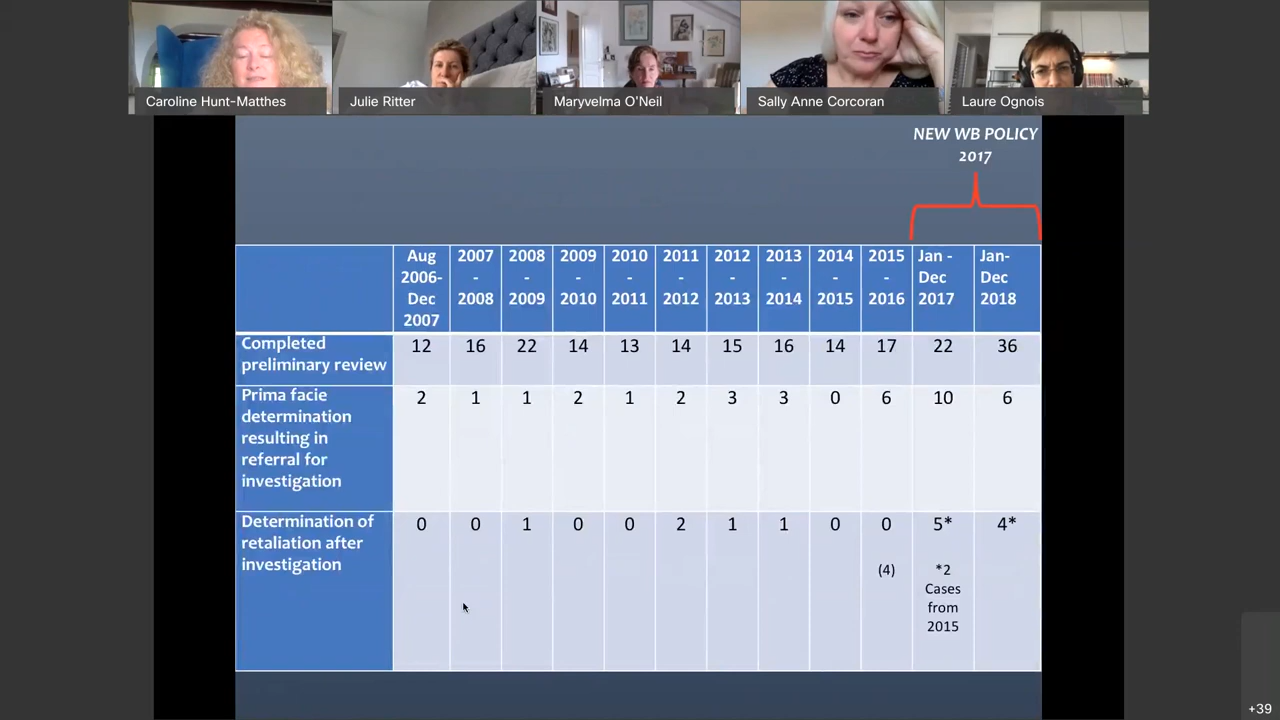 Caroline Hunt-Matthes
Julie Ritter
Maryvelma O'Neil
Sally Anne Corcoran
Laure Ognois
NEW WB POLICY
2017
Aug 2006- Dec 2007
2007 - 2008
2008 - 2009
2009 - 2010
2010 - 2011
2011 - 2012
2012 - 2013
2013 - 2014
2014 - 2015
2015 - 2016
Jan - Dec 2017
Jan- Dec 2018
Completed
preliminary review
12 16 22 14 13 14 15 16 14 17 22 36
Prima facie
determination
resulting in
referral for
investigation
2 1 1 2 1 2 3 3 0 6 10 6
Determination of
retaliation after
investigation
0 0 1 0 0 2 1 1 0 0 5* 4*
(4)
*2
Cases
from
2015
+39